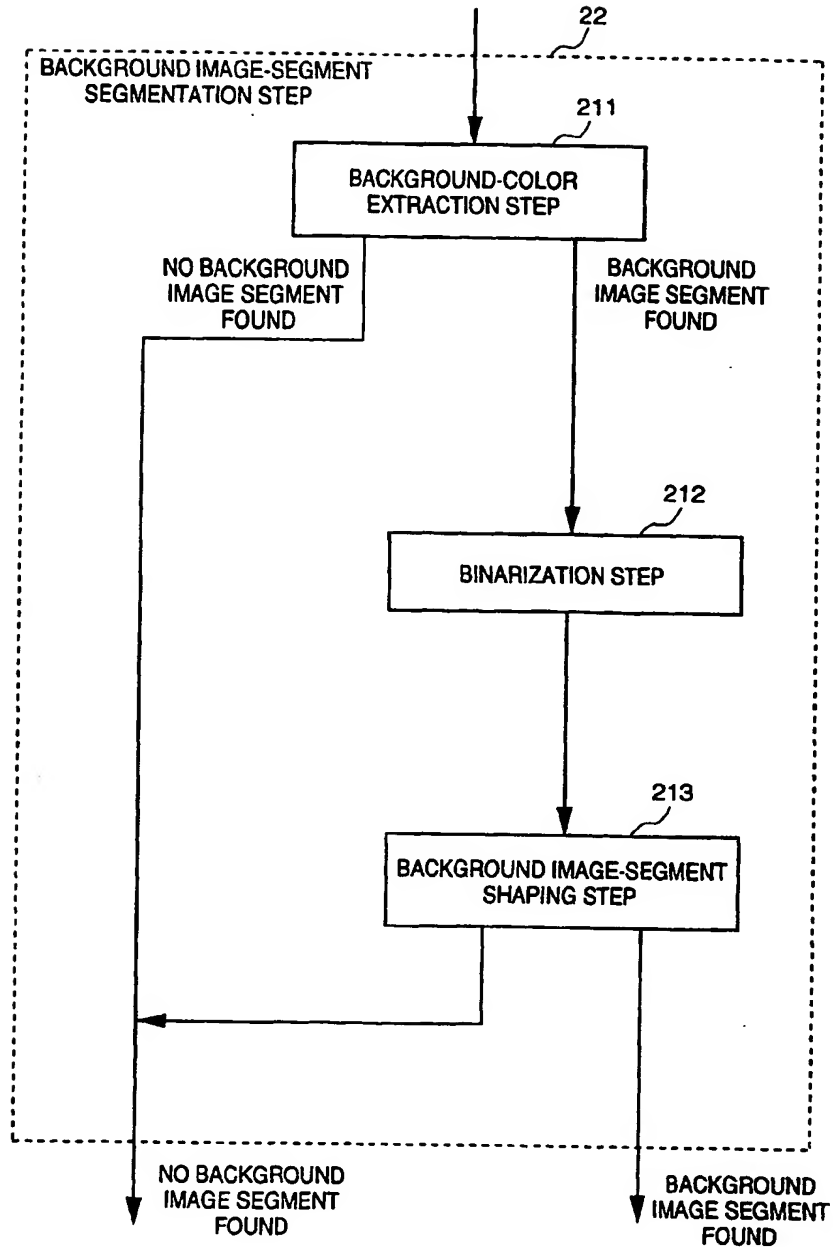 22
BACKGROUND IMAGE-SEGMENT
SEGMENTATION STEP
211
BACKGROUND-COLOR
EXTRACTION STEP
NO BACKGROUND
IMAGE SEGMENT
FOUND
BACKGROUND
IMAGE SEGMENT
FOUND
212
BINARIZATION STEP
213
BACKGROUND IMAGE-SEGMENT
SHAPING STEP
NO BACKGROUND
IMAGE SEGMENT
FOUND
BACKGROUND
IMAGE SEGMENT
FOUND